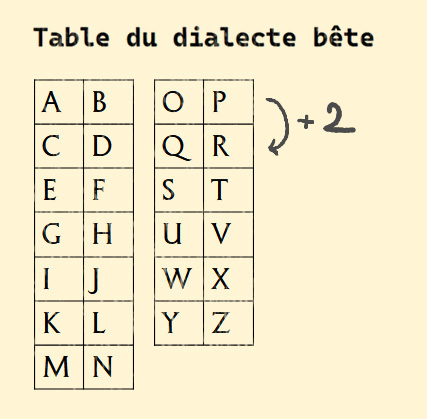 Table du dialecte bête
A B O P
C D Q R +2
E F S T
G H U V
I J W X
K L Y Z
M N